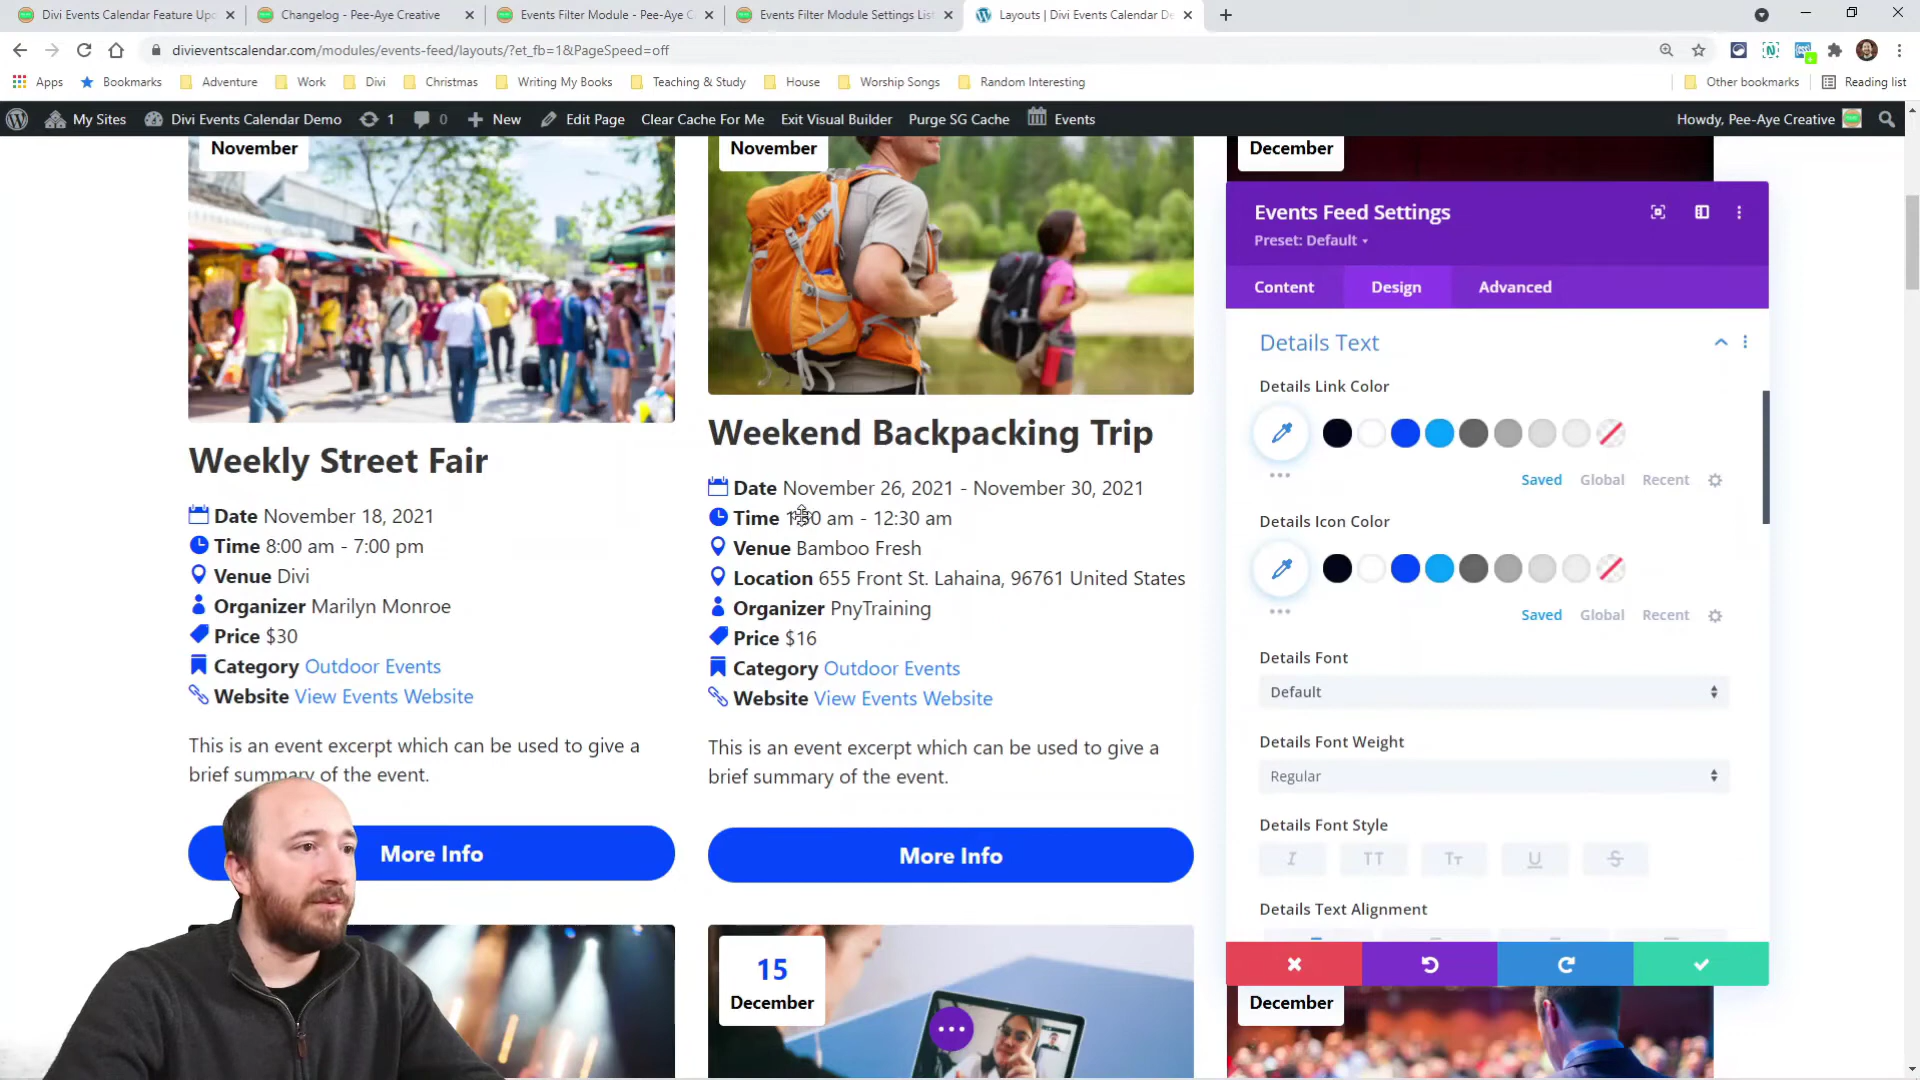 Divi Events Calendar Feature Upd
Changelog - Pee-Aye Creative
Events Filter Module - Pee-Aye C
Events Filter Module Settings List
Layouts | Divi Events Calendar De
divieventscalendar.com/modules/events-feed/layouts/?et_fb=1&PageSpeed=off
Apps
Bookmarks
Adventure
Work
Divi
Christmas
Writing My Books
Teaching & Study
House
Worship Songs
Random Interesting
Other bookmarks
Reading list
My Sites
Divi Events Calendar Demo
1
0
New
Edit Page
Clear Cache For Me
Exit Visual Builder
Purge SG Cache
Events
Howdy, Pee-Aye Creative
November
Weekly Street Fair
Date November 18, 2021
Time 8:00 am - 7:00 pm
Venue Divi
Organizer Marilyn Monroe
Price $30
Category Outdoor Events
Website View Events Website
This is an event excerpt which can be used to give a
brief summary of the event.
More Info
November
Weekend Backpacking Trip
Date November 26, 2021 - November 30, 2021
Time am - 12:30 am
Venue Bamboo Fresh
Location 655 Front St. Lahaina, 96761 United States
Organizer PnyTraining
Price $16
Category Outdoor Events
Website View Events Website
This is an event excerpt which can be used to give a
brief summary of the event.
More Info
15
December
December
Events Feed Settings
Preset: Default
Content
Design
Advanced
Details Text
Details Link Color
Saved
Global
Recent
Details Icon Color
Saved
Global
Recent
Details Font
Default
Details Font Weight
Regular
Details Font Style
I
TT
Tт
U
S
Details Text Alignment
December